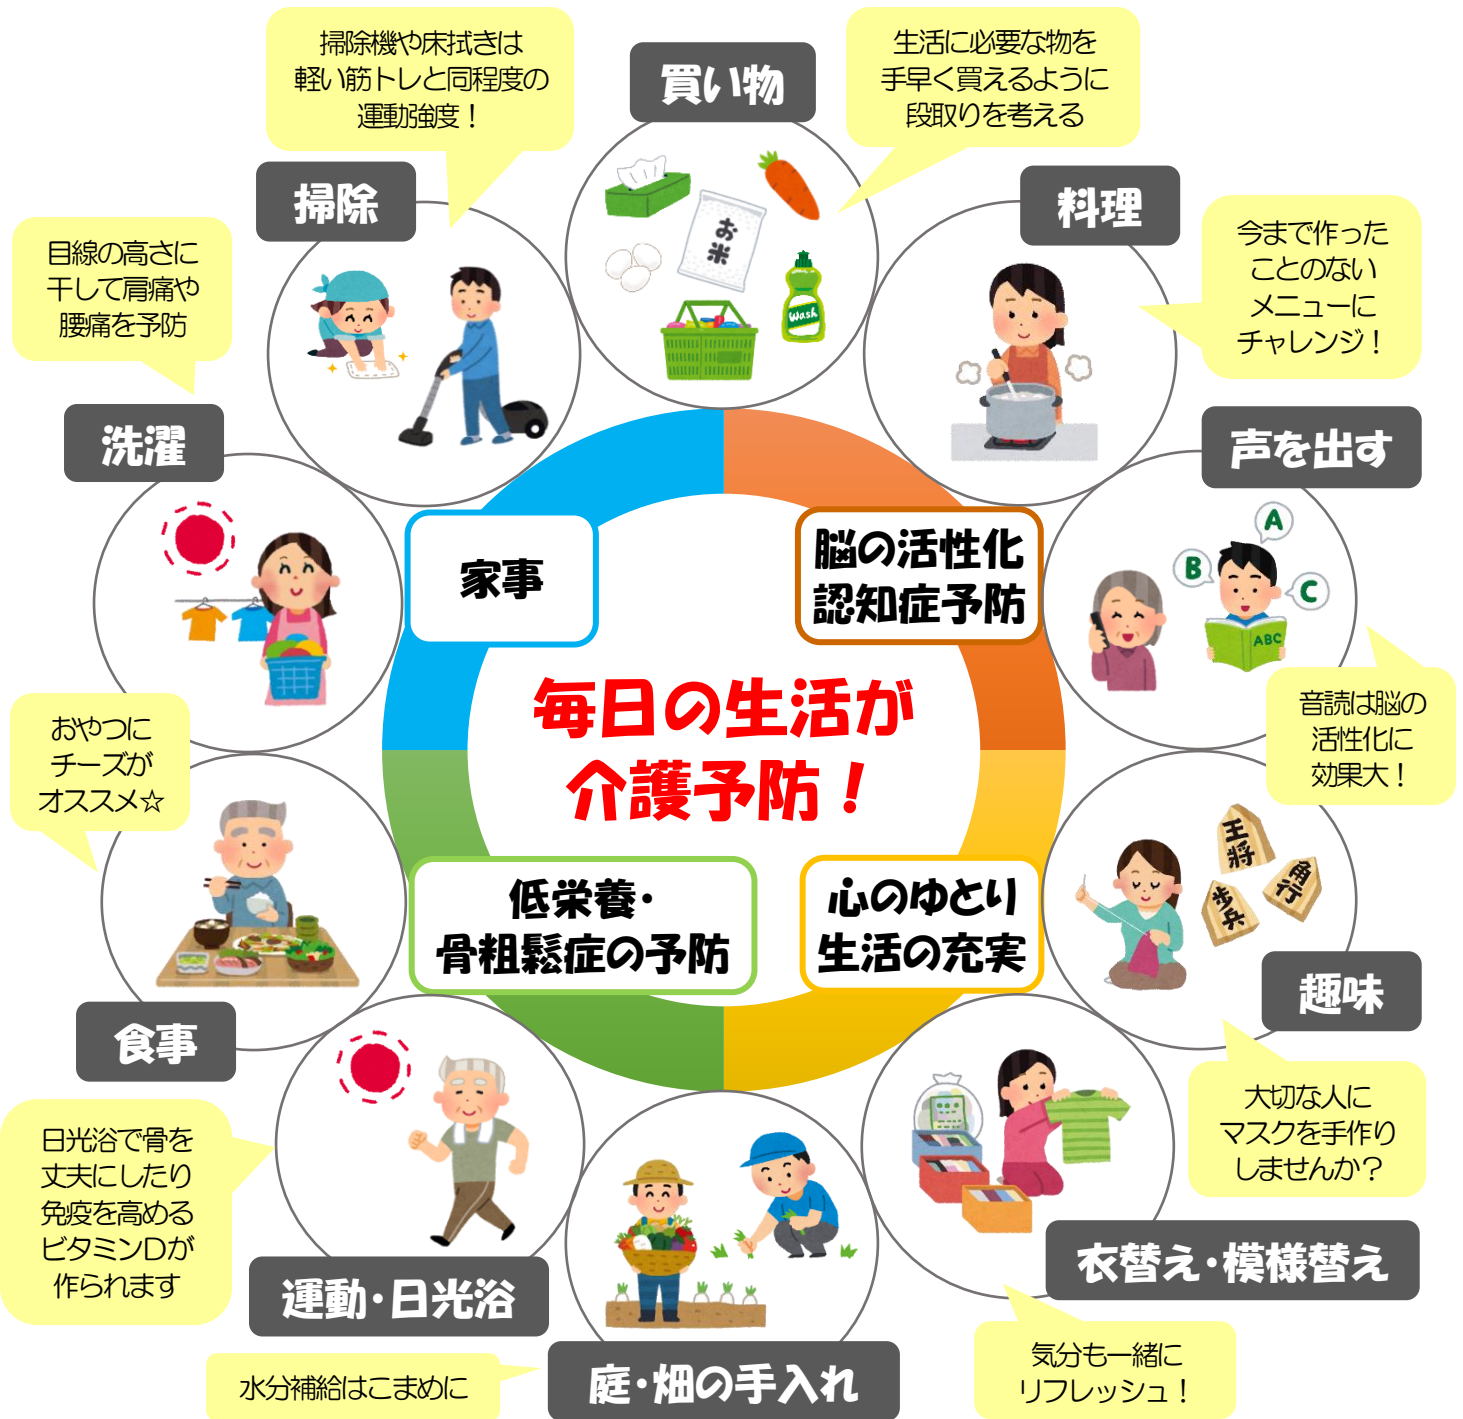 掃除機や床拭きは
軽い筋トレと同程度の
運動強度！
買い物
生活に必要な物を
手早く買えるように
段取りを考える
お米
Wash
掃除
料理
今まで作った
ことのない
メニューに
チャレンジ！
目線の高さに
干して肩痛や
腰痛を予防
洗濯
声を出す
A
B
C
ABC
音読は脳の
活性化に
効果大！
家事
脳の活性化
認知症予防
毎日の生活が
介護予防！
低栄養・
骨粗鬆症の予防
心のゆとり
生活の充実
おやつに
チーズが
オススメ☆
食事
王将
角行
歩兵
趣味
大切な人に
マスクを手作り
しませんか？
日光浴で骨を
丈夫にしたり
免疫を高める
ビタミンDが
作られます
運動・日光浴
衣替え・模様替え
気分も一緒に
リフレッシュ！
水分補給はこまめに
庭・畑の手入れ